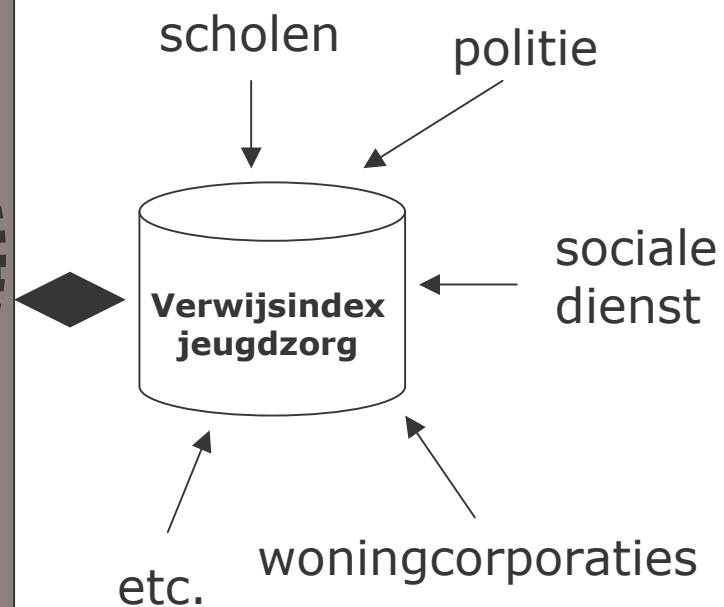 scholen
politie
sociale
dienst
Verwijsindex
jeugdzorg
woningcorporaties
etc.